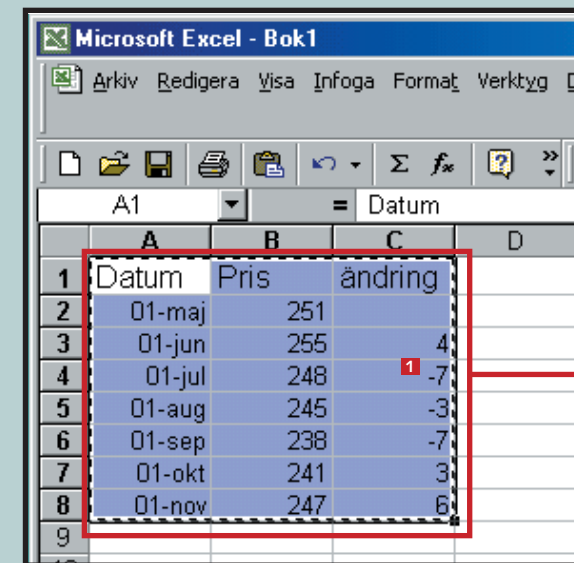 Microsoft Excel - Bok1
Arkiv Redigera Visa Infoga Format Verktyg
Σ fx ? »
A1 = Datum
A B C D
1 Datum Pris ändring
2 01-maj 251
3 01-jun 255 4
4 01-jul 248 1 -7
5 01-aug 245 -3
6 01-sep 238 -7
7 01-okt 241 3
8 01-nov 247 6
9